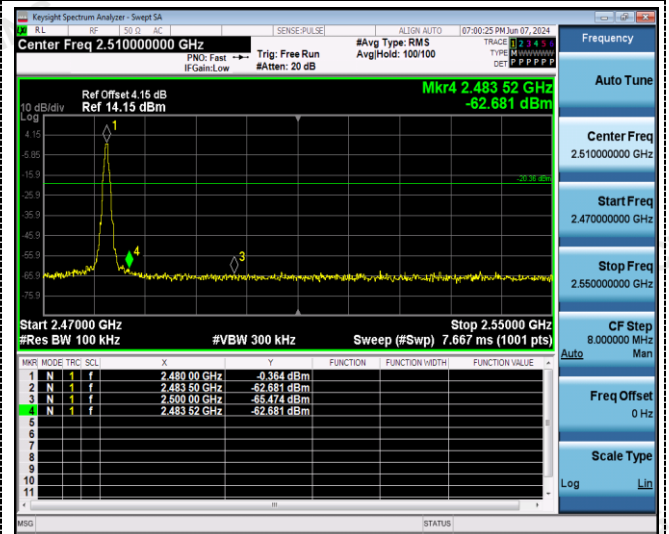 Keysight Spectrum Analyzer - Swept SA
RL RF 50 Ω AC SENSE:PULSE ALIGN AUTO 07:00:25 PM Jun 07, 2024
Center Freq 2.510000000 GHz
PNO: Fast
IFGain:Low
Trig: Free Run
#Atten: 20 dB
#Avg Type: RMS
Avg|Hold: 100/100
TRACE 1 2 3 4 5 6
TYPE M W W W W W
DET P P P P P P
Ref Offset 4.15 dB
10 dB/div Ref 14.15 dBm
Log
Mkr4 2.483 52 GHz
-62.681 dBm
4.15
-5.85
-15.9
-25.9
-35.9
-45.9
-55.9
-65.9
-75.9
1
4
3
-20.36 dBm
Start 2.47000 GHz Stop 2.55000 GHz
#Res BW 100 kHz #VBW 300 kHz Sweep (#Swp) 7.667 ms (1001 pts)
MKR MODE TRC SCL X Y FUNCTION FUNCTION WIDTH FUNCTION VALUE
1 N 1 f 2.480 00 GHz -0.364 dBm
2 N 1 f 2.483 50 GHz -62.681 dBm
3 N 1 f 2.500 00 GHz -65.474 dBm
4 N 1 f 2.483 52 GHz -62.681 dBm
5
6
7
8
9
10
11
MSG STATUS
Frequency
Auto Tune
Center Freq
2.510000000 GHz
Start Freq
2.470000000 GHz
Stop Freq
2.550000000 GHz
CF Step
8.000000 MHz
Auto Man
Freq Offset
0 Hz
Scale Type
Log Lin